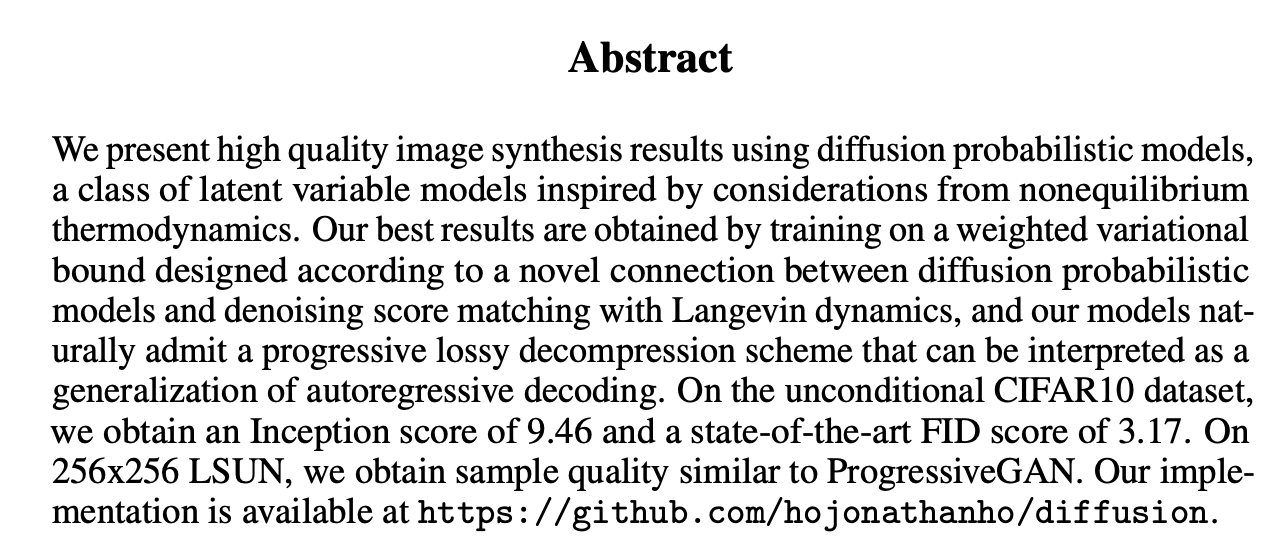 Abstract
We present high quality image synthesis results using diffusion probabilistic models,
a class of latent variable models inspired by considerations from nonequilibrium
thermodynamics. Our best results are obtained by training on a weighted variational
bound designed according to a novel connection between diffusion probabilistic
models and denoising score matching with Langevin dynamics, and our models nat-
urally admit a progressive lossy decompression scheme that can be interpreted as a
generalization of autoregressive decoding. On the unconditional CIFAR10 dataset,
we obtain an Inception score of 9.46 and a state-of-the-art FID score of 3.17. On
256x256 LSUN, we obtain sample quality similar to ProgressiveGAN. Our imple-
mentation is available at https://github.com/hojonathanho/diffusion.